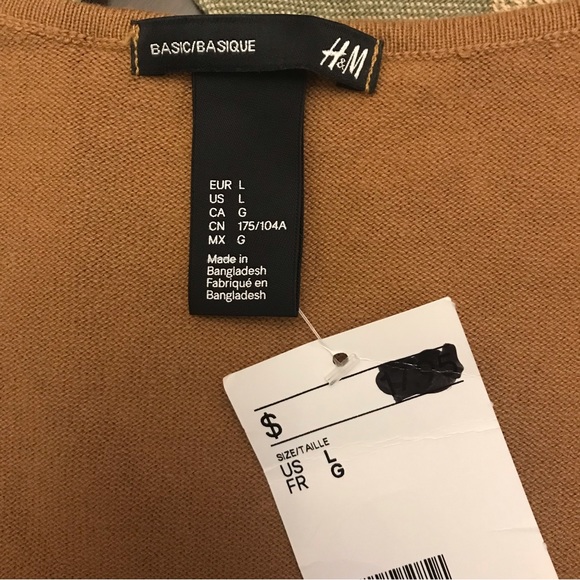 BASIC/BASIQUE
H&M
EUR L
US L
CA G
CN 175/104A
MX G
Made in
Bangladesh
Fabriqué en
Bangladesh
$
SIZE/TAILLE
US L
FR G